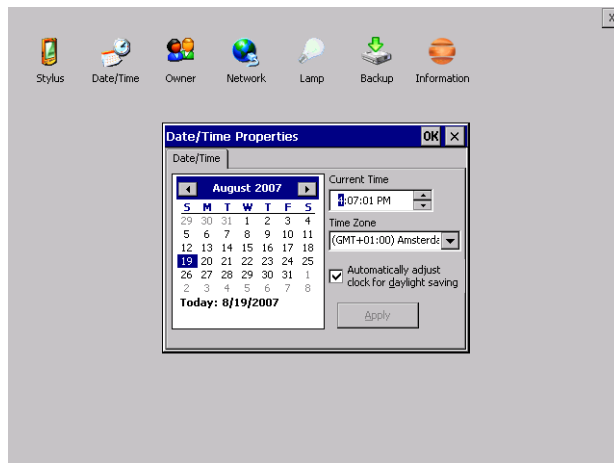 X
Stylus Date/Time Owner Network Lamp Backup Information
Date/Time Properties OK ×
Date/Time
August 2007
S M T W T F S
29 30 31 1 2 3 4
5 6 7 8 9 10 11
12 13 14 15 16 17 18
19 20 21 22 23 24 25
26 27 28 29 30 31 1
2 3 4 5 6 7 8
Today: 8/19/2007
Current Time
4:07:01 PM
Time Zone
(GMT+01:00) Amsterda
Automatically adjust
clock for daylight saving
Apply